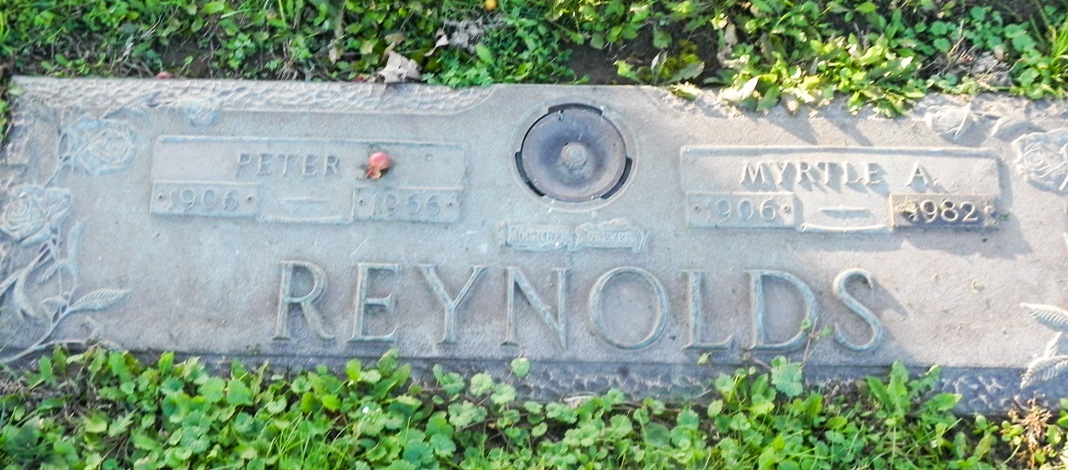 PETER
1906 1966
MYRTLE A.
1906 1982
REYNOLDS